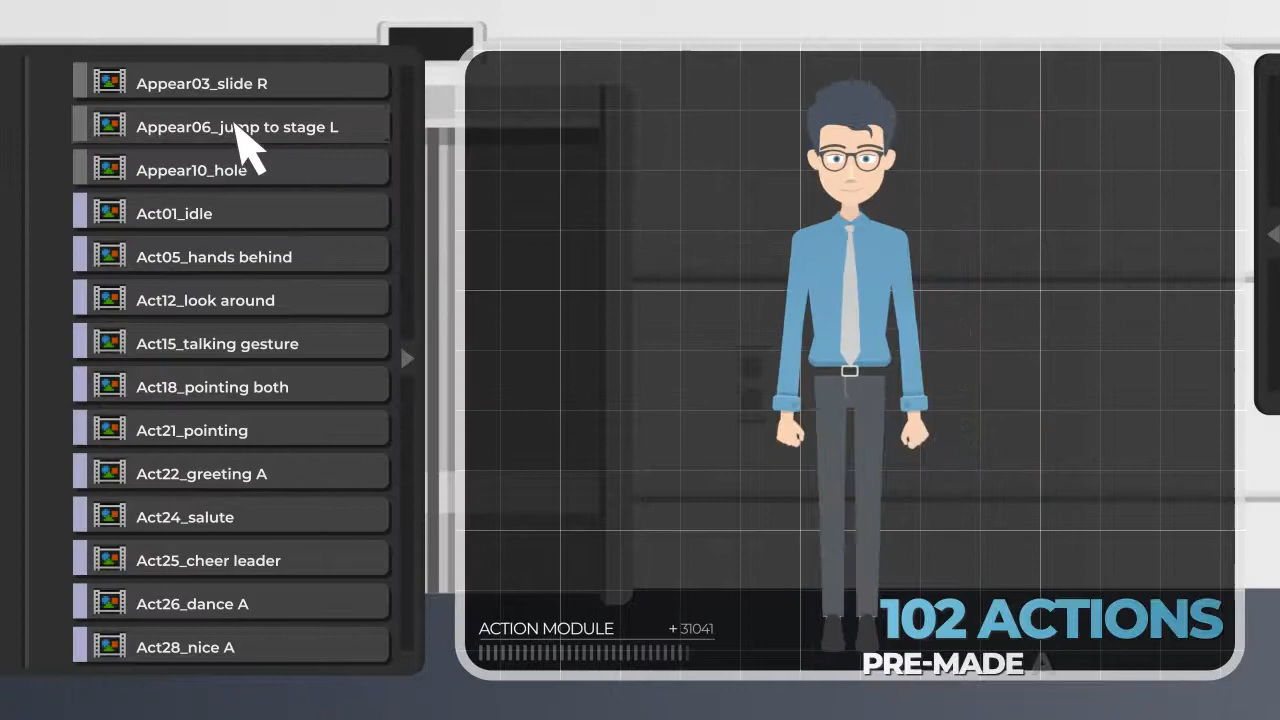 Appear03_slide R
Appear06_jump to stage L
Appear10_hole
Act01_idle
Act05_hands behind
Act12_look around
Act15_talking gesture
Act18_pointing both
Act21_pointing
Act22_greeting A
Act24_salute
Act25_cheer leader
Act26_dance A
Act28_nice A
ACTION MODULE
+31041
102 ACTIONS
PRE-MADE A